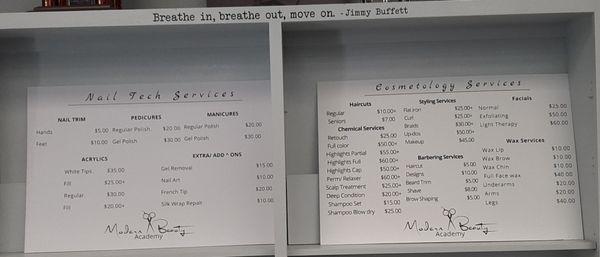 Breathe in, breathe out, move on. -Jimmy Buffett
Nail Tech Services
NAIL TRIM
Hands $5.00
Feet $10.00
PEDICURES
Regular Polish $20.00
Gel Polish $30.00
MANICURES
Regular Polish $20.00
Gel Polish $30.00
ACRYLICS
White Tips $35.00
Fill $25.00+
Regular $30.00
Fill $20.00+
EXTRA/ ADD ^ ONS
Gel Removal $15.00
Nail Art $10.00
French Tip $20.00
Silk Wrap Repair $10.00
Modern Beauty
Academy
Cosmetology Services
Haircuts
Regular $10.00+
Seniors $7.00
Chemical Services
Retouch $25.00
Full color $50.00+
Highlights Partial $55.00+
Highlights Full $60.00+
Highlights Cap $50.00+
Perm/ Relaxer $60.00+
Scalp Treatment $25.00+
Deep Condition $20.00+
Shampoo Set $15.00
Shampoo Blow dry $25.00
Styling Services
Flat iron $25.00+
Curl $25.00+
Braids $30.00+
Up-dos $50.00+
Makeup $45.00
Barbering Services
Haircut $5.00
Designs $10.00
Beard Trim $5.00
Shave $8.00
Brow Shaping $5.00
Facials
Normal $25.00
Exfoliating $50.00
Light Therapy $60.00
Wax Services
Wax Lip $10.00
Wax Brow $10.00
Wax Chin $10.00
Full Face wax $40.00
Underarms $20.00
Arms $20.00
Legs $40.00
Modern Beauty
Academy